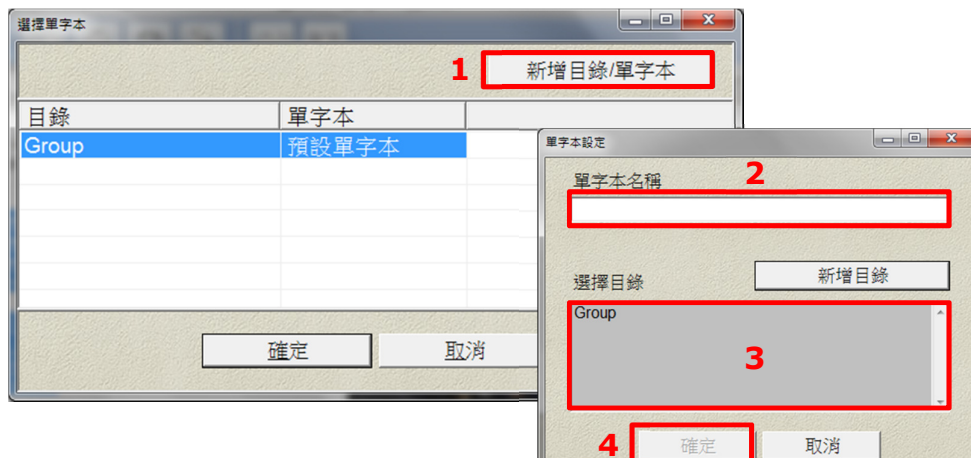 選擇單字本
1 新增目錄/單字本
目錄 單字本
Group 預設單字本
確定 取消
單字本設定
單字本名稱 2
選擇目錄 新增目錄
Group
3
4 確定 取消